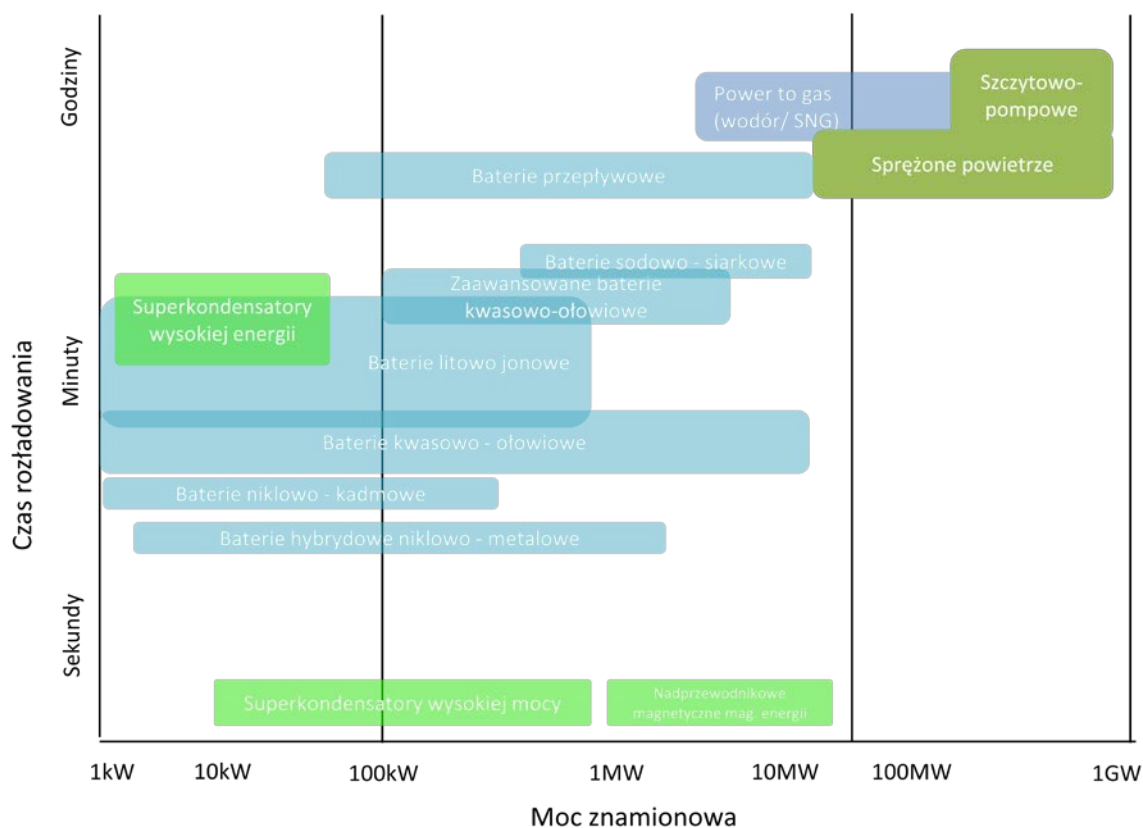 Godziny
Minuty
Sekundy
Czas rozładowania
Power to gas
(wodór/ SNG)
Szczytowo-
pompowe
Sprężone powietrze
Baterie przepływowe
Baterie sodowo - siarkowe
Zaawansowane baterie
kwasowo-ołowiowe
Superkondensatory
wysokiej energii
Baterie litowo jonowe
Baterie kwasowo - ołowiowe
Baterie niklowo - kadmowe
Baterie hybrydowe niklowo - metalowe
Superkondensatory wysokiej mocy
Nadprzewodnikowe
magnetyczne mag. energii
1kW 10kW 100kW 1MW 10MW 100MW 1GW
Moc znamionowa